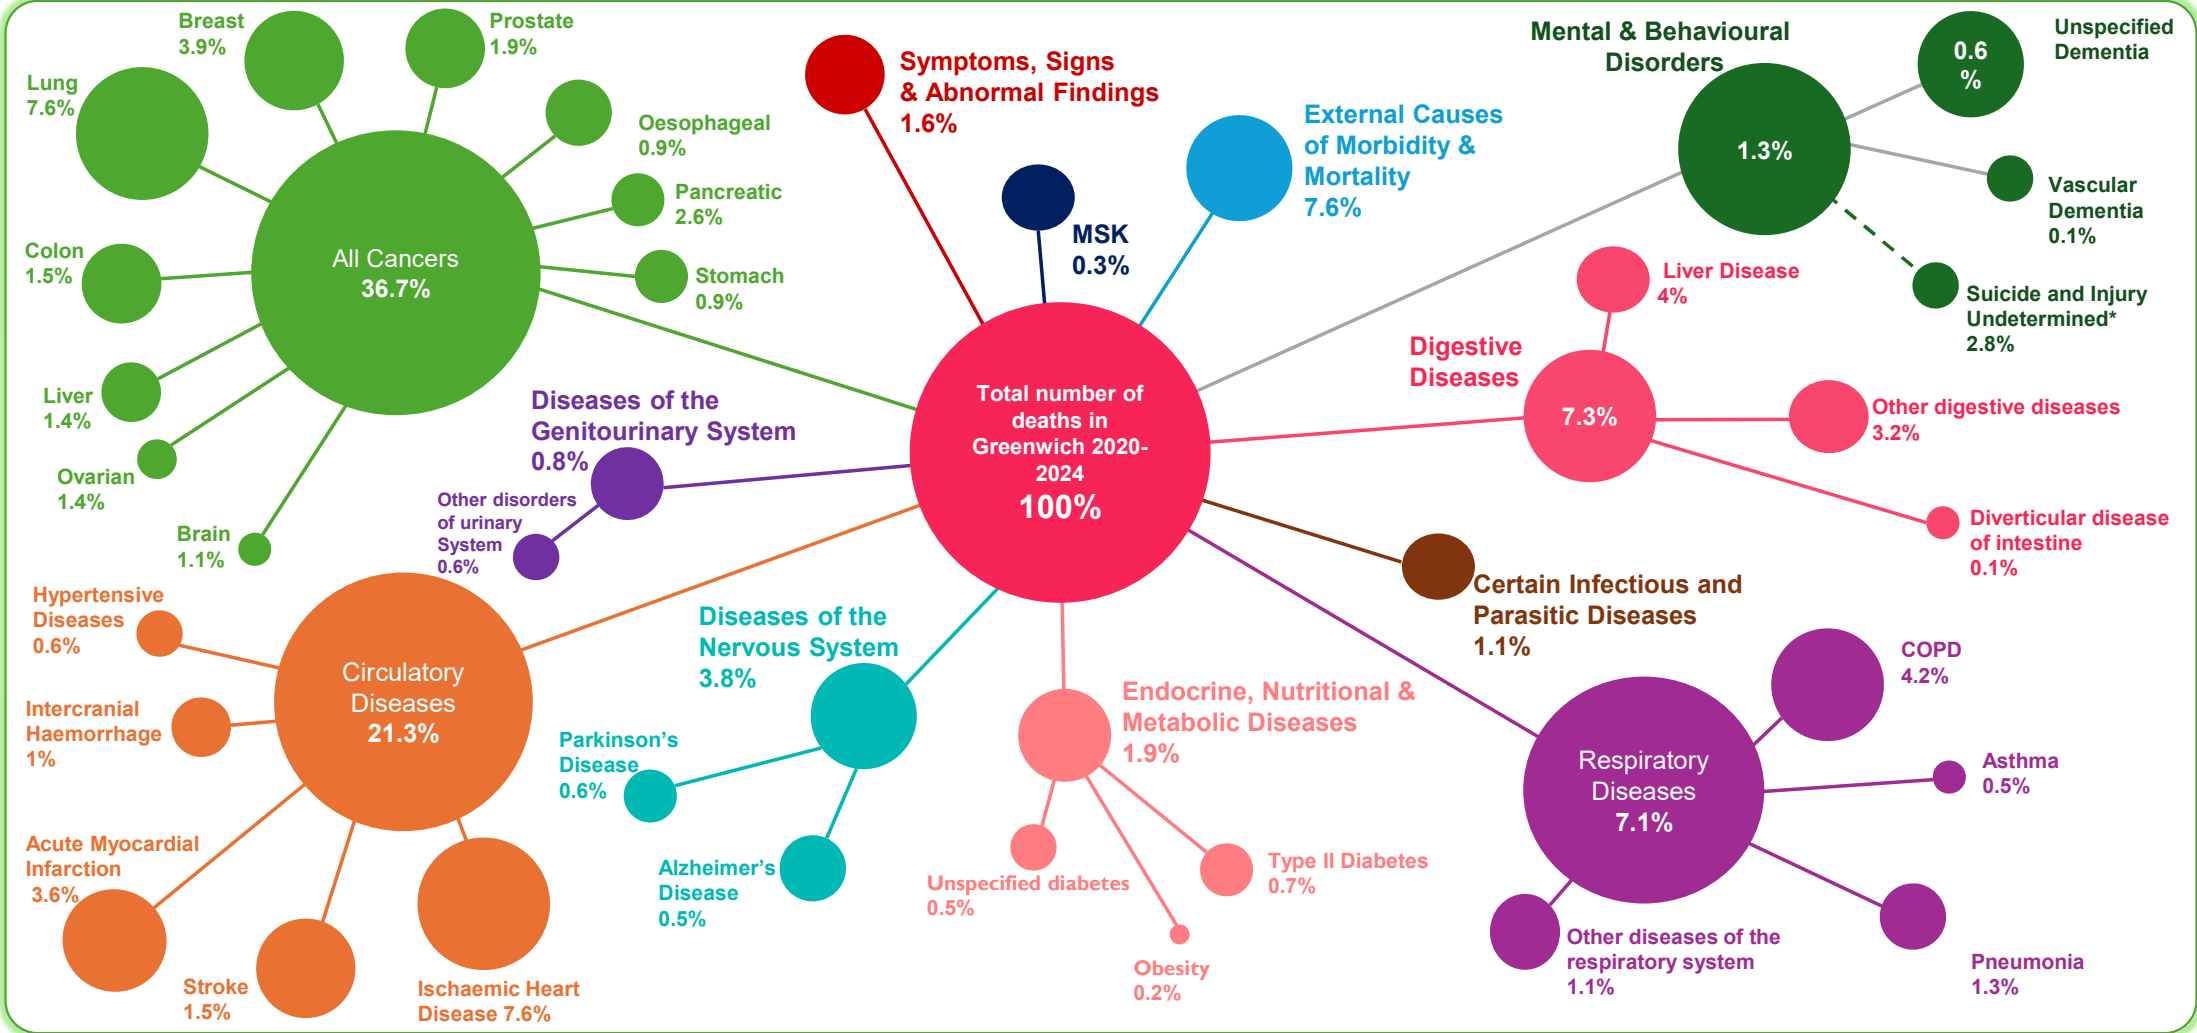 Breast
3.9%
Prostate
1.9%
Lung
7.6%
Oesophageal
0.9%
Pancreatic
2.6%
Colon
1.5%
Stomach
0.9%
All Cancers
36.7%
Liver
1.4%
Ovarian
1.4%
Brain
1.1%
Symptoms, Signs
& Abnormal Findings
1.6%
MSK
0.3%
External Causes
of Morbidity &
Mortality
7.6%
Mental & Behavioural
Disorders
1.3%
0.6
%
Unspecified
Dementia
Vascular
Dementia
0.1%
Suicide and Injury
Undetermined*
2.8%
Liver Disease
4%
Digestive
Diseases
7.3%
Other digestive diseases
3.2%
Diverticular disease
of intestine
0.1%
Total number of
deaths in
Greenwich 2020-
2024
100%
Diseases of the
Genitourinary System
0.8%
Other disorders
of urinary
System
0.6%
Hypertensive
Diseases
0.6%
Intercranial
Haemorrhage
1%
Circulatory
Diseases
21.3%
Acute Myocardial
Infarction
3.6%
Stroke
1.5%
Ischaemic Heart
Disease 7.6%
Diseases of the
Nervous System
3.8%
Parkinson's
Disease
0.6%
Alzheimer's
Disease
0.5%
Endocrine, Nutritional &
Metabolic Diseases
1.9%
Unspecified diabetes
0.5%
Type II Diabetes
0.7%
Obesity
0.2%
Certain Infectious and
Parasitic Diseases
1.1%
Respiratory
Diseases
7.1%
COPD
4.2%
Asthma
0.5%
Other diseases of the
respiratory system
1.1%
Pneumonia
1.3%